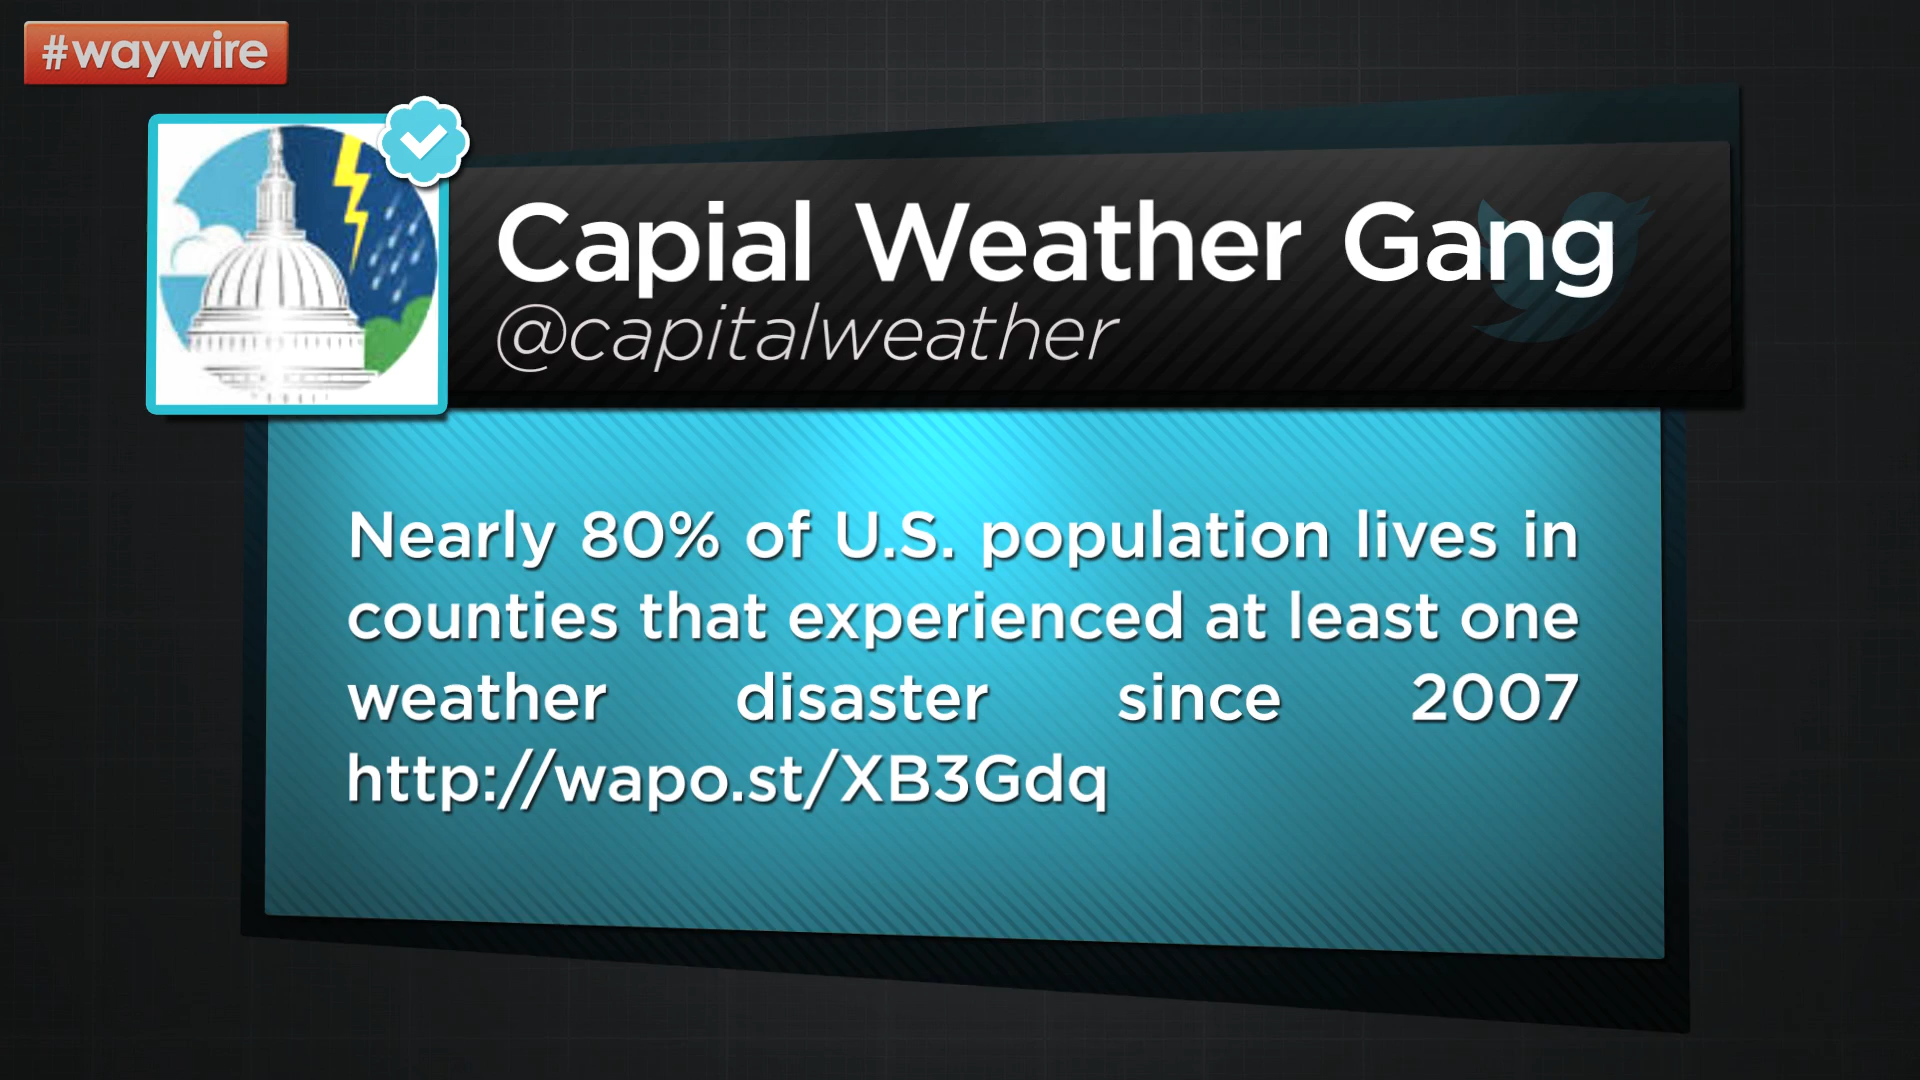 #waywire
Capial Weather Gang
@capitalweather
Nearly 80% of U.S. population lives in
counties that experienced at least one
weather disaster since 2007
http://wapo.st/XB3Gdq